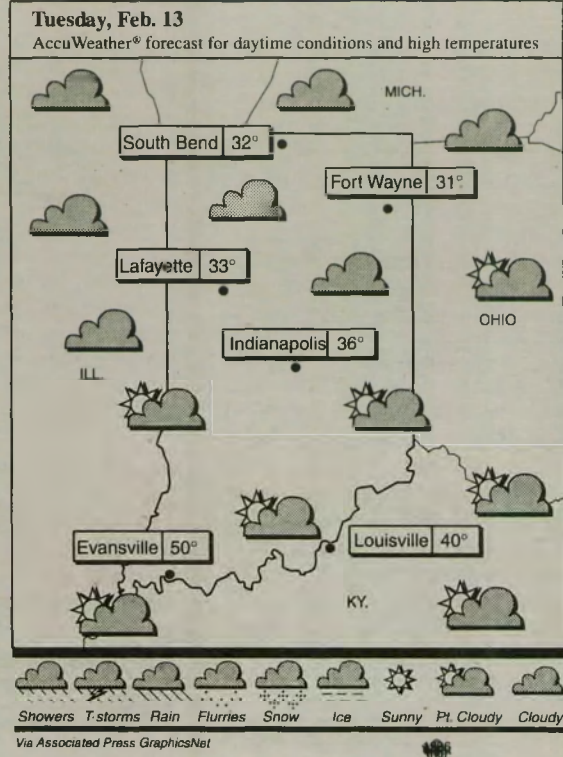 Tuesday, Feb. 13
AccuWeather® forecast for daytime conditions and high temperatures
MICH.
South Bend 32°
Fort Wayne 31°
Lafayette 33°
OHIO
Indianapolis 36°
ILL.
Evansville 50°
Louisville 40°
KY.
Showers T-storms Rain Flurries Snow Ice Sunny Pt. Cloudy Cloudy
Via Associated Press GraphicsNet